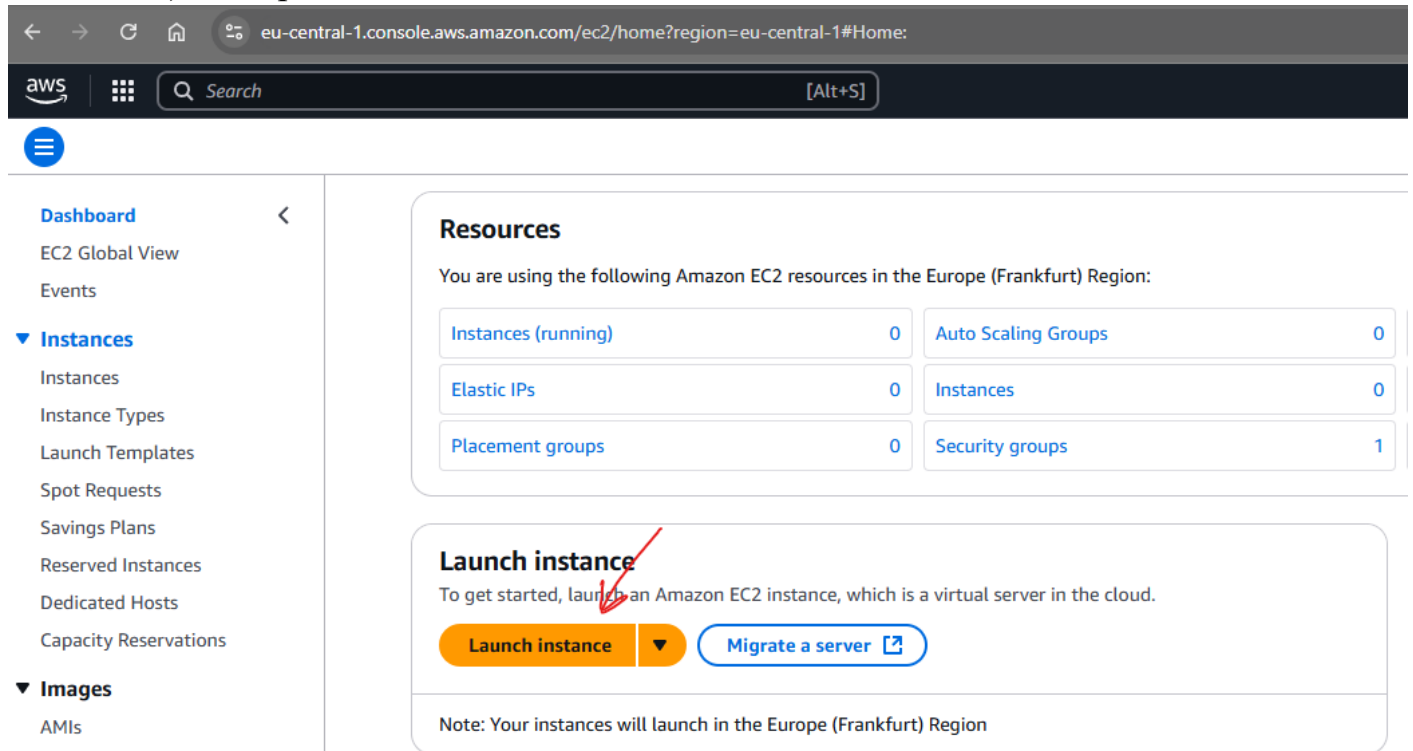 eu-central-1.console.aws.amazon.com/ec2/home?region=eu-central-1#Home:
aws Search [Alt+S]
Dashboard
EC2 Global View
Events
Instances
Instances
Instance Types
Launch Templates
Spot Requests
Savings Plans
Reserved Instances
Dedicated Hosts
Capacity Reservations
Images
AMIs
Resources
You are using the following Amazon EC2 resources in the Europe (Frankfurt) Region:
Instances (running) 0 Auto Scaling Groups 0
Elastic IPs 0 Instances 0
Placement groups 0 Security groups 1
Launch instance
To get started, launch an Amazon EC2 instance, which is a virtual server in the cloud.
Launch instance Migrate a server
Note: Your instances will launch in the Europe (Frankfurt) Region